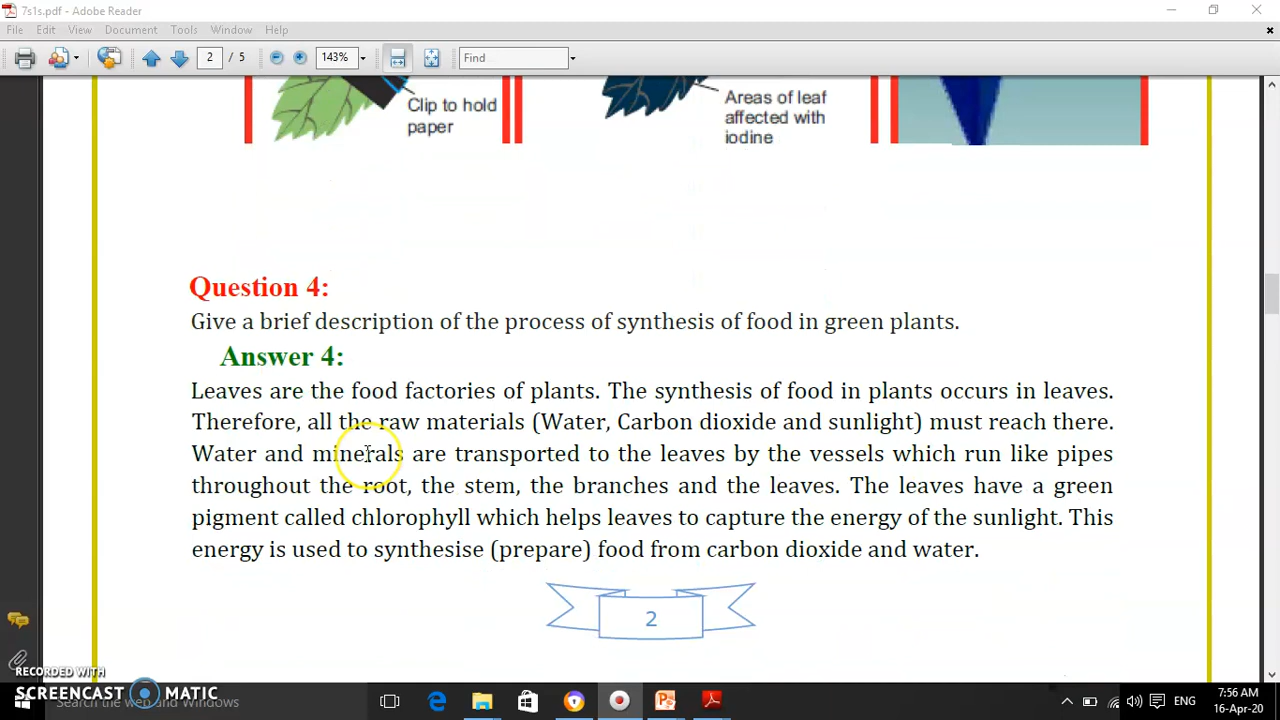 7s1s.pdf - Adobe Reader
File Edit View Document Tools Window Help
2 / 5 143% Find
Clip to hold
paper
Areas of leaf
affected with
iodine
Question 4:
Give a brief description of the process of synthesis of food in green plants.
Answer 4:
Leaves are the food factories of plants. The synthesis of food in plants occurs in leaves.
Therefore, all the raw materials (Water, Carbon dioxide and sunlight) must reach there.
Water and minerals are transported to the leaves by the vessels which run like pipes
throughout the root, the stem, the branches and the leaves. The leaves have a green
pigment called chlorophyll which helps leaves to capture the energy of the sunlight. This
energy is used to synthesise (prepare) food from carbon dioxide and water.
2
RECORDED WITH
SCREENCAST MATIC
Search the web and Windows
ENG
7:56 AM
16-Apr-20